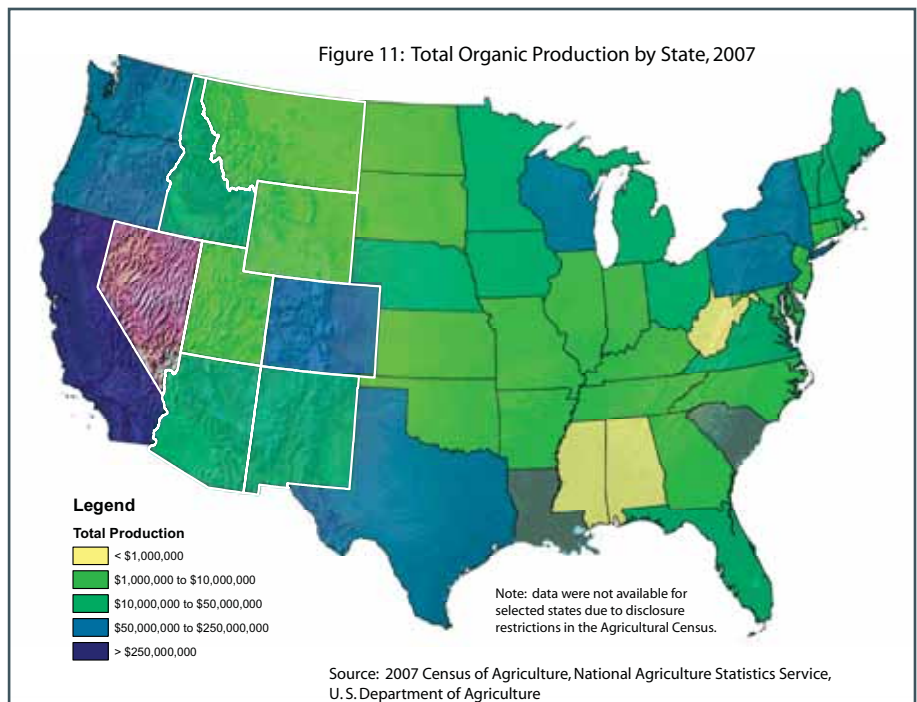 Figure 11: Total Organic Production by State, 2007
Legend
Total Production
< $1,000,000
$1,000,000 to $10,000,000
$10,000,000 to $50,000,000
$50,000,000 to $250,000,000
> $250,000,000
Note: data were not available for
selected states due to disclosure
restrictions in the Agricultural Census.
Source: 2007 Census of Agriculture, National Agriculture Statistics Service,
U. S. Department of Agriculture